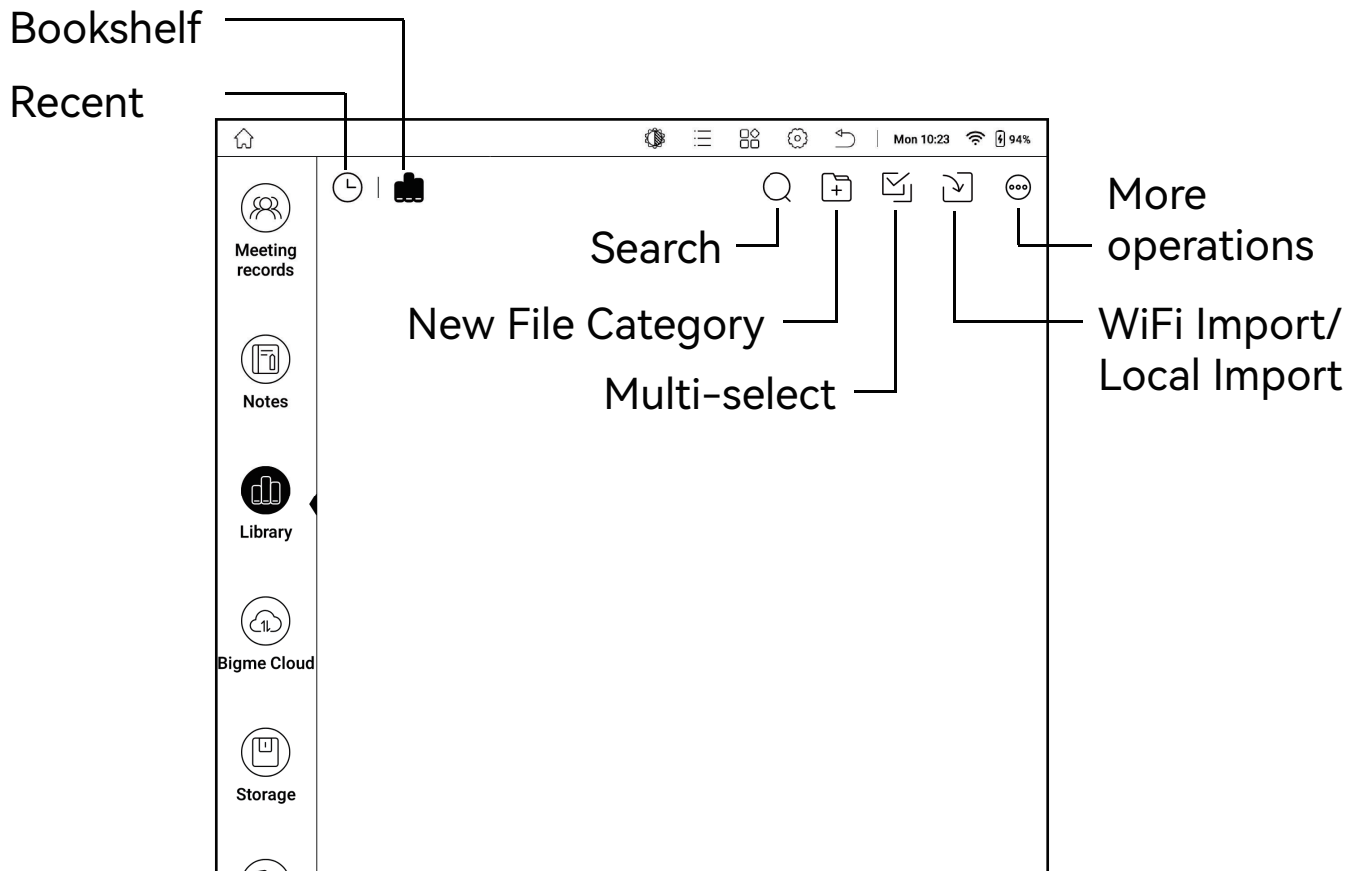 Bookshelf
Recent
Mon 10:23
94%
Meeting
records
Search
More
operations
New File Category
WiFi Import/
Local Import
Multi-select
Notes
Library
Bigme Cloud
Storage